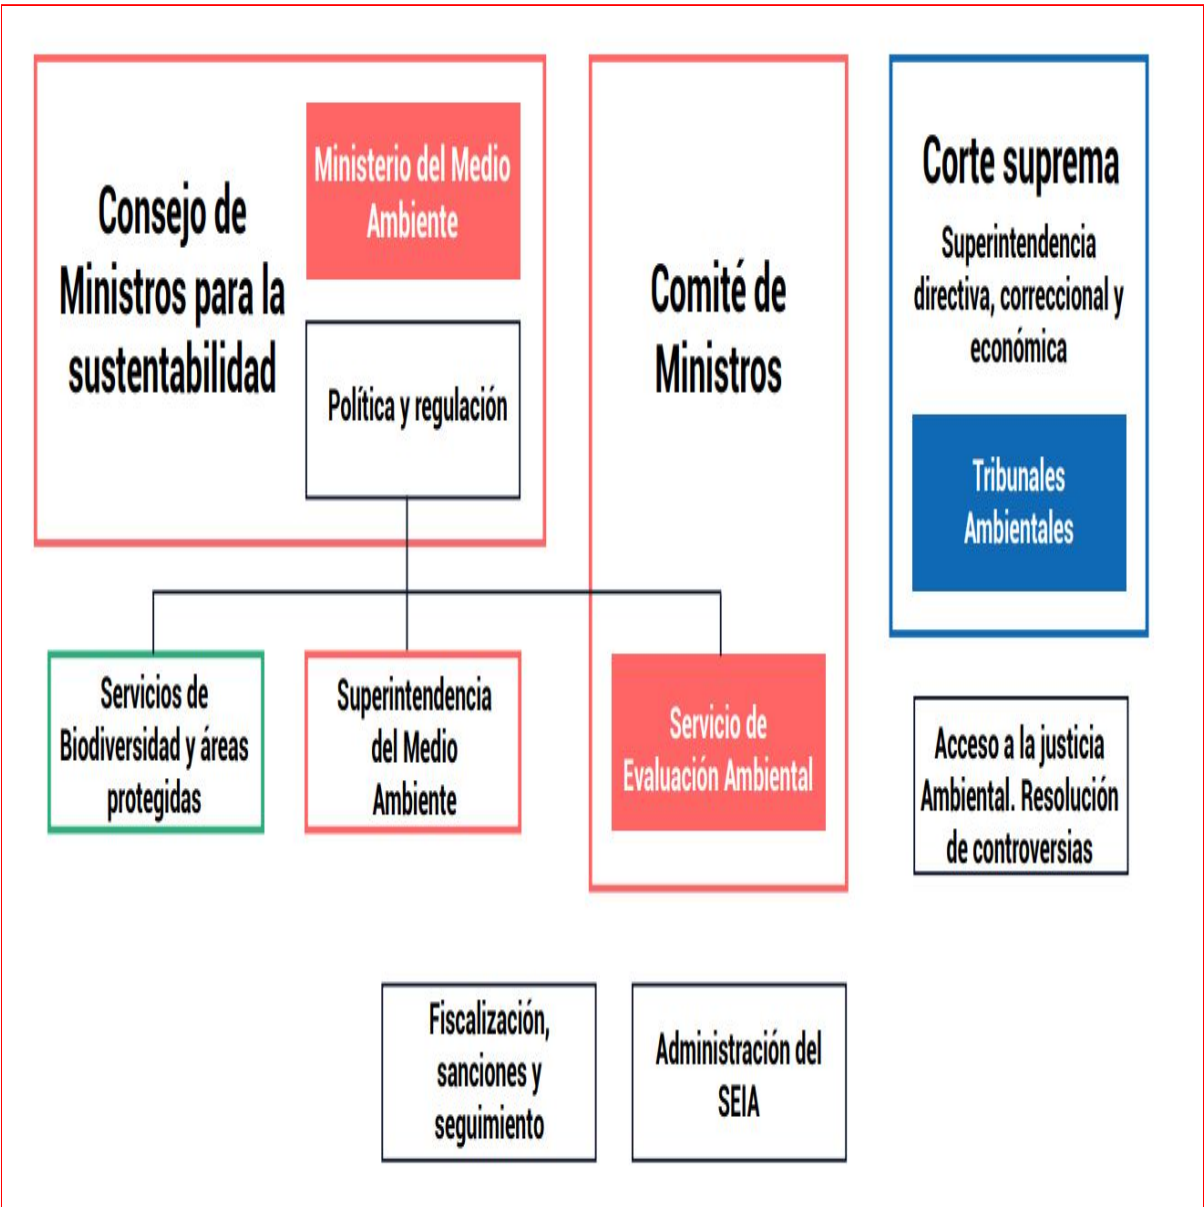 Consejo de
Ministros para la
sustentabilidad
Ministerio del Medio
Ambiente
Política y regulación
Comité de
Ministros
Corte suprema
Superintendencia
directiva, correccional y
económica
Tribunales
Ambientales
Servicios de
Biodiversidad y áreas
protegidas
Superintendencia
del Medio
Ambiente
Servicio de
Evaluación Ambiental
Acceso a la justicia
Ambiental. Resolución
de controversias
Fiscalización,
sanciones y
seguimiento
Administración del
SEIA